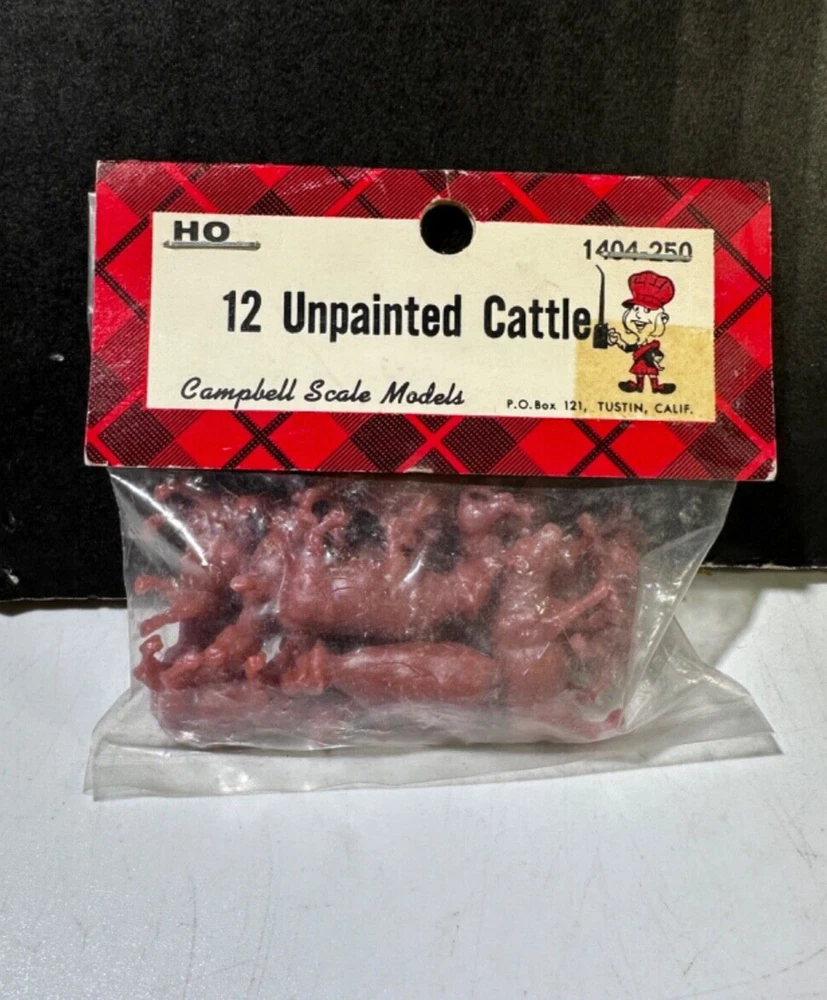 HO
1404-250
12 Unpainted Cattle
Campbell Scale Models
P.O. Box 121, TUSTIN, CALIF.